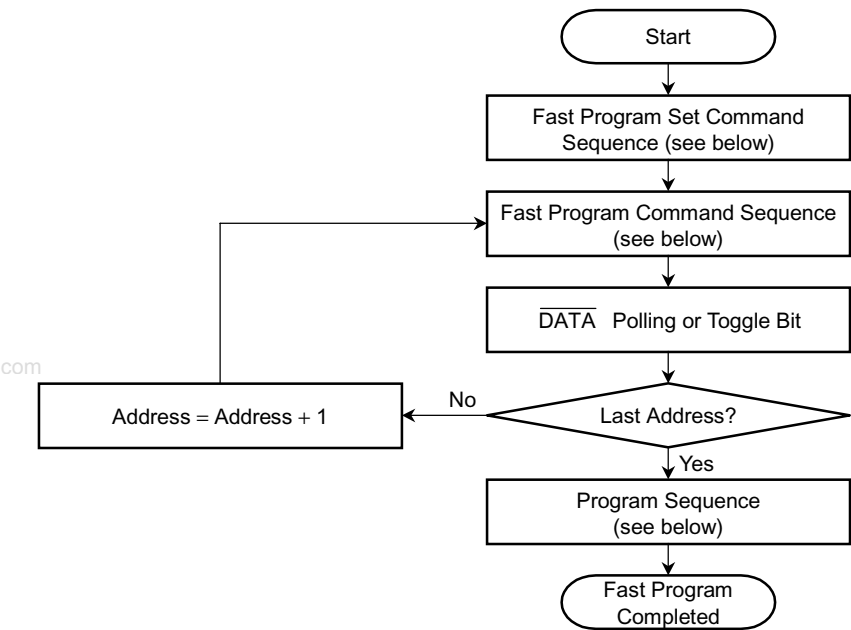 Start
Fast Program Set Command
Sequence (see below)
Fast Program Command Sequence
(see below)
DATA Polling or Toggle Bit
com
Address = Address + 1
No
Last Address?
Yes
Program Sequence
(see below)
Fast Program
Completed